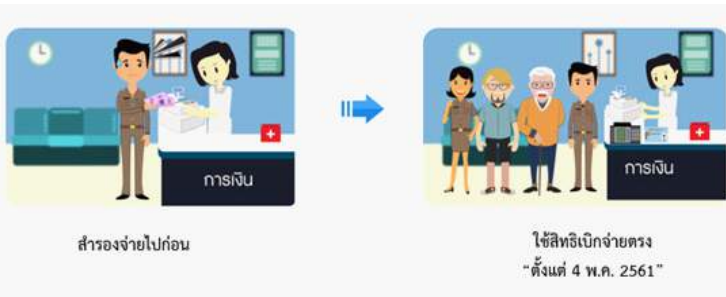 การเงิน
การเงิน
สำรองจ่ายไปก่อน
ใช้สิทธิเบิกจ่ายตรง
“ตั้งแต่ 4 พ.ค. 2561”